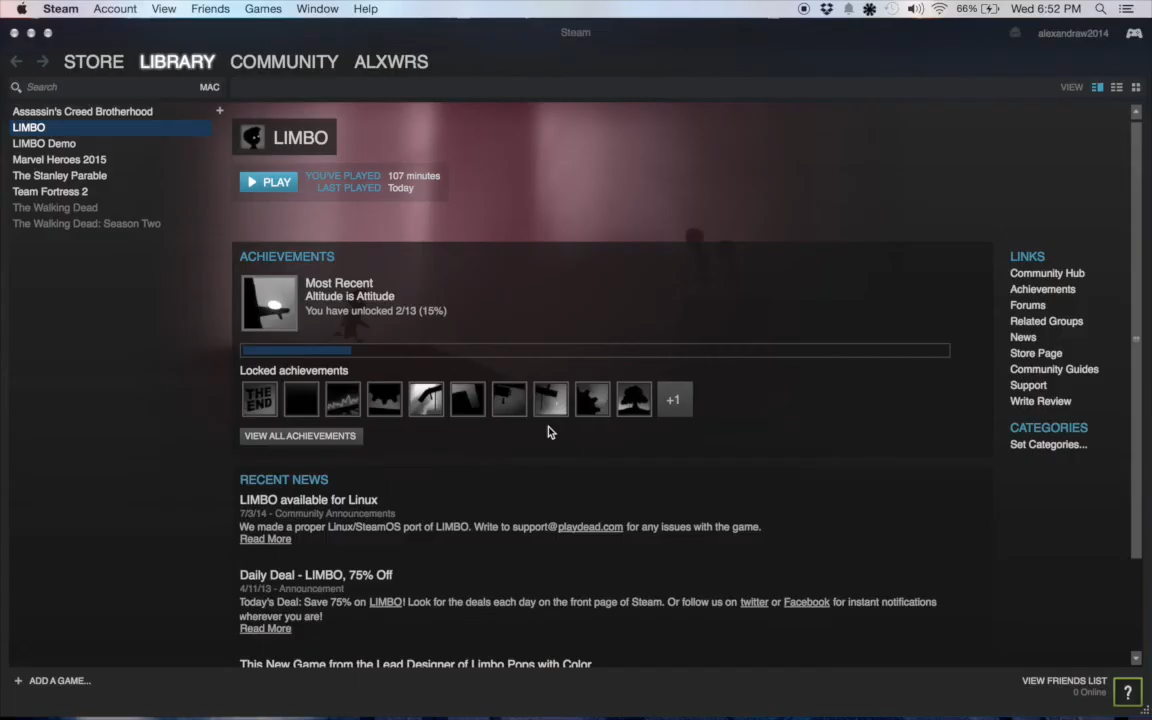 Steam Account View Friends Games Window Help 66% Wed 6:52 PM
Steam alexandraw2014
STORE LIBRARY COMMUNITY ALXWRS
Search MAC VIEW
Assassin's Creed Brotherhood +
LIMBO
LIMBO Demo
Marvel Heroes 2015
The Stanley Parable
Team Fortress 2
The Walking Dead
The Walking Dead: Season Two
LIMBO
PLAY
YOU'VE PLAYED 107 minutes
LAST PLAYED Today
ACHIEVEMENTS
Most Recent
Altitude is Attitude
You have unlocked 2/13 (15%)
Locked achievements
THE END
+1
VIEW ALL ACHIEVEMENTS
RECENT NEWS
LIMBO available for Linux
7/3/14 - Community Announcements
We made a proper Linux/SteamOS port of LIMBO. Write to support@playdead.com for any issues with the game.
Read More
Daily Deal - LIMBO, 75% Off
4/11/13 - Announcement
Today's Deal: Save 75% on LIMBO! Look for the deals each day on the front page of Steam. Or follow us on twitter or Facebook for instant notifications
wherever you are!
Read More
This New Game from the Lead Designer of Limbo Pops with Color
LINKS
Community Hub
Achievements
Forums
Related Groups
News
Store Page
Community Guides
Support
Write Review
CATEGORIES
Set Categories...
+ ADD A GAME...
VIEW FRIENDS LIST
0 Online
?